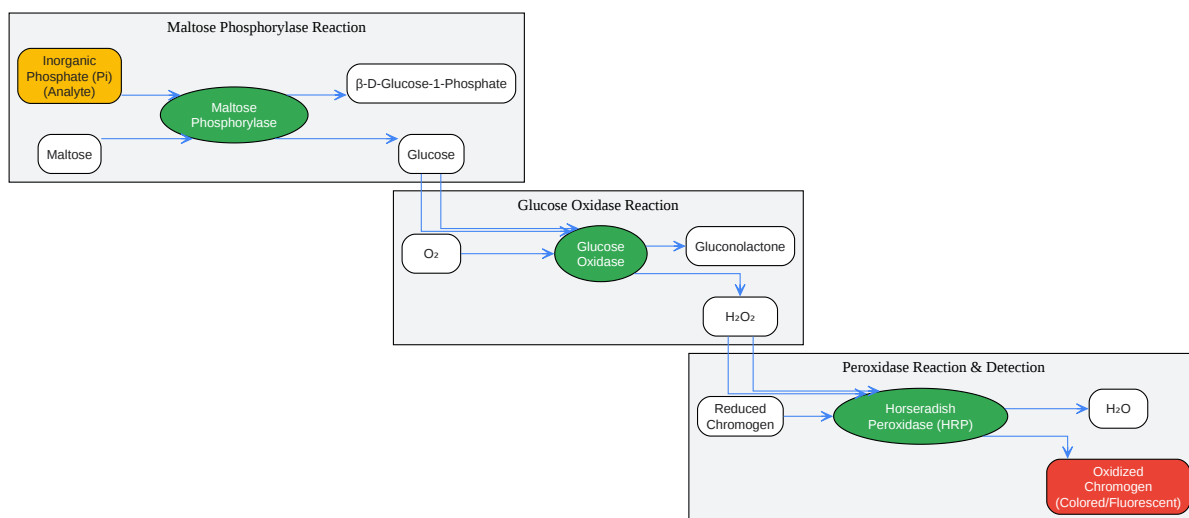 Maltose Phosphorylase Reaction
Inorganic
Phosphate (Pi)
(Analyte)
β-D-Glucose-1-Phosphate
Maltose
Phosphorylase
Maltose
Glucose
Glucose Oxidase Reaction
O₂
Glucose
Oxidase
Gluconolactone
H₂O₂
Peroxidase Reaction & Detection
Reduced
Chromogen
Horseradish
Peroxidase (HRP)
H₂O
Oxidized
Chromogen
(Colored/Fluorescent)